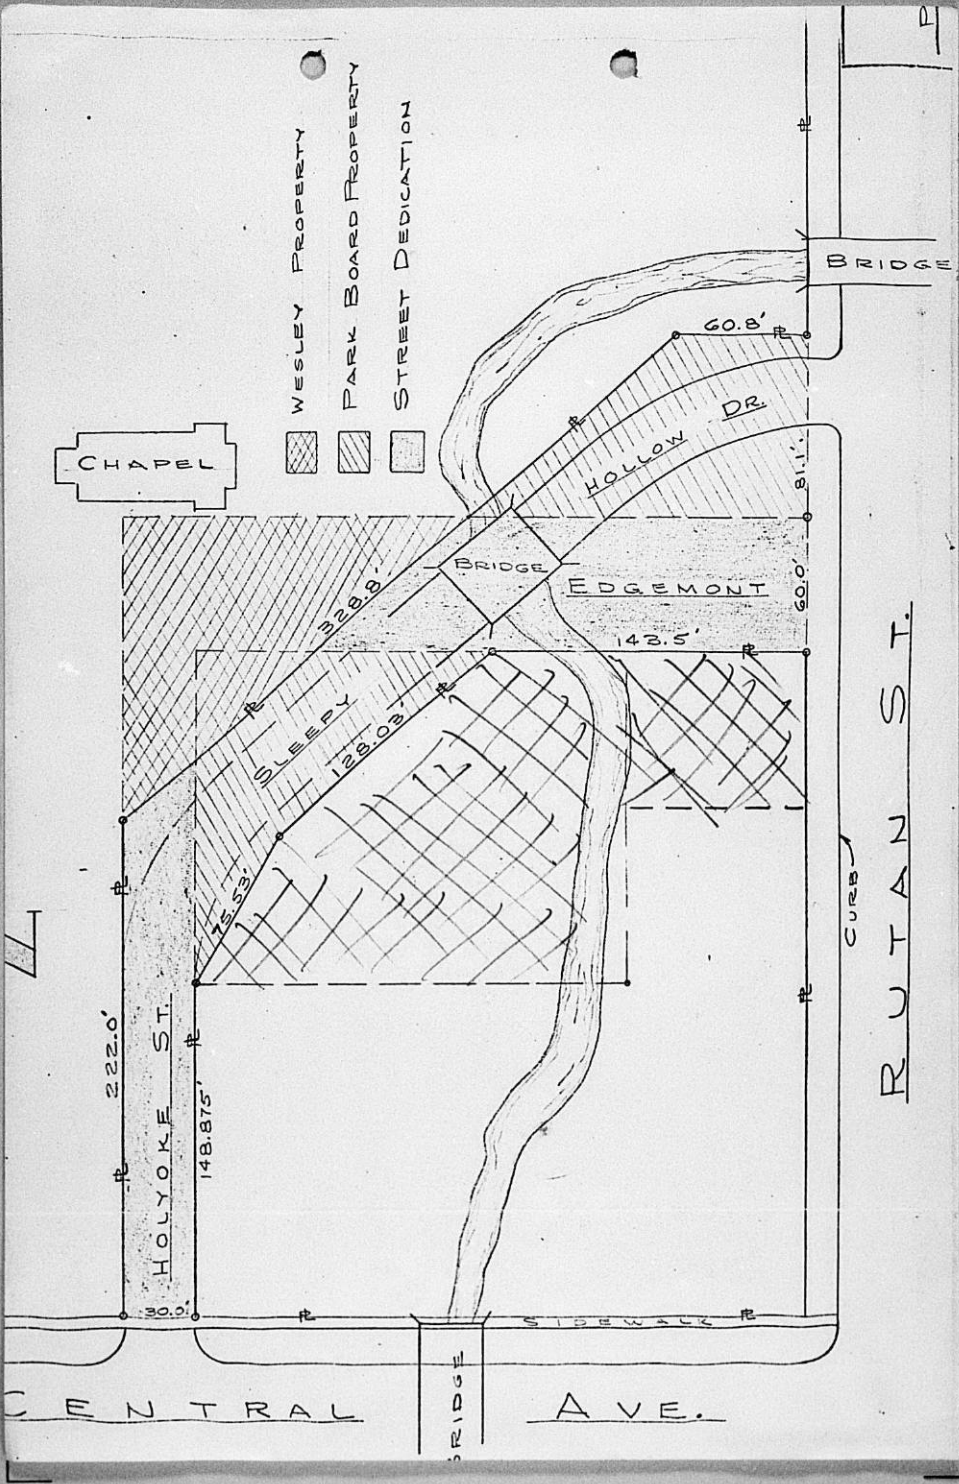 P
WESLEY PROPERTY
PARK BOARD PROPERTY
STREET DEDICATION
BRIDGE
60.8'
CHAPEL
HOLLOW DR.
81.1'
BRIDGE
EDGEMONT
60.0'
328.8'
143.5'
SLEEPY
128.03'
75.53'
RUTAN ST.
CURB
222.0'
HOLYOKE ST.
148.875'
30.0'
SIDEWALK
BRIDGE
CENTRAL AVE.